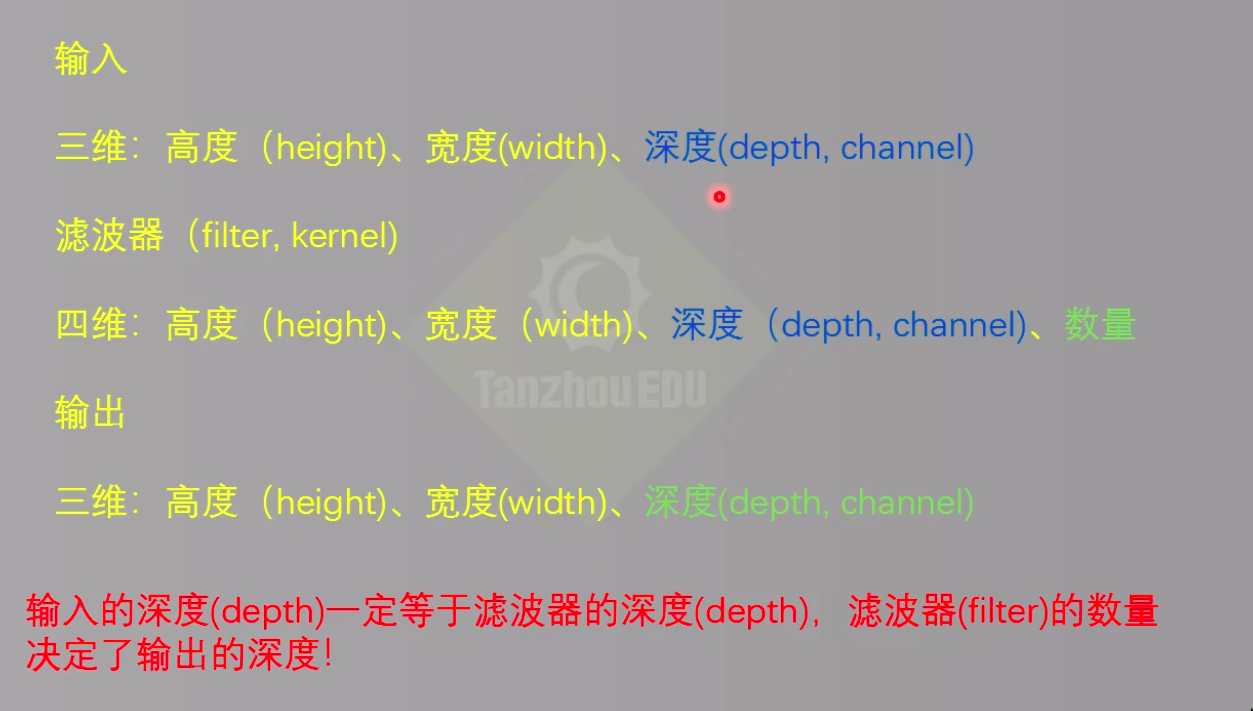 输入
三维：高度（height)、宽度(width)、深度(depth, channel)
滤波器（filter, kernel)
四维：高度（height)、宽度（width)、深度（depth, channel)、数量
Tanzhou EDU
输出
三维：高度（height)、宽度(width)、深度(depth, channel)
输入的深度(depth)一定等于滤波器的深度(depth)，滤波器(filter)的数量
决定了输出的深度！